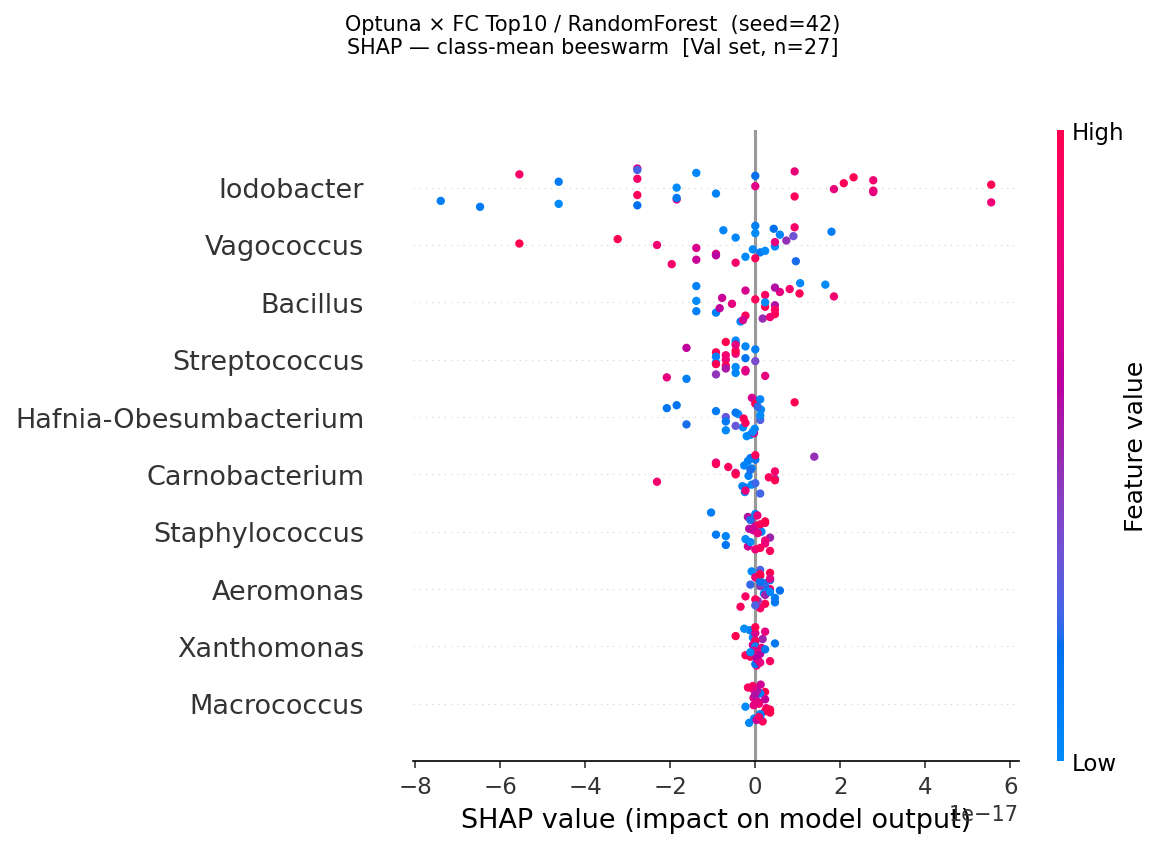 Optuna × FC Top10 / RandomForest (seed=42)
SHAP — class-mean beeswarm [Val set, n=27]
High
Iodobacter
Vagococcus
Bacillus
Streptococcus
Hafnia-Obesumbacterium
Carnobacterium
Staphylococcus
Aeromonas
Xanthomonas
Macrococcus
Feature value
Low
−8 −6 −4 −2 0 2 4 6
1e−17
SHAP value (impact on model output)